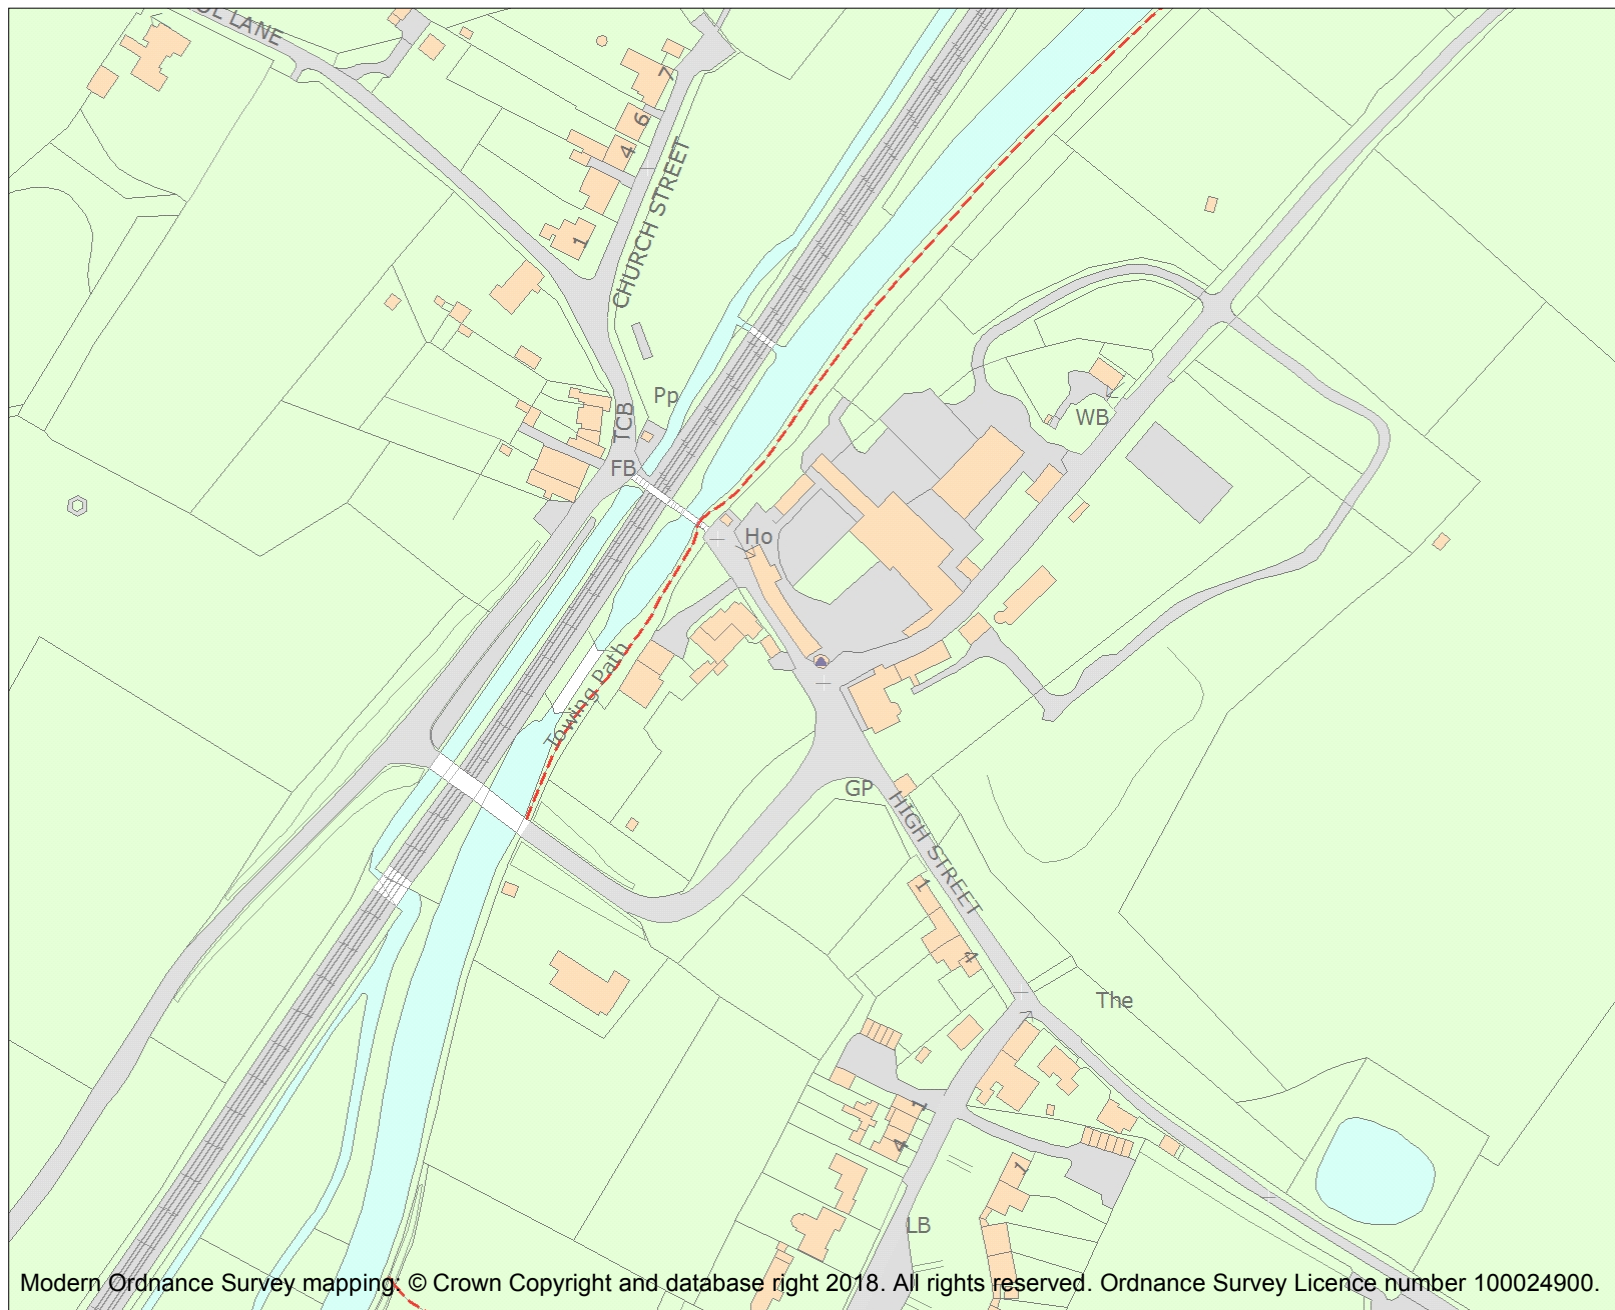 LANE
7
6
4
CHURCH STREET
1
Pp
TCB
WB
FB
Ho
Towing Path
GP
HIGH STREET
1
4
The
1
4
1
LB
Modern Ordnance Survey mapping: © Crown Copyright and database right 2018. All rights reserved. Ordnance Survey Licence number 100024900.